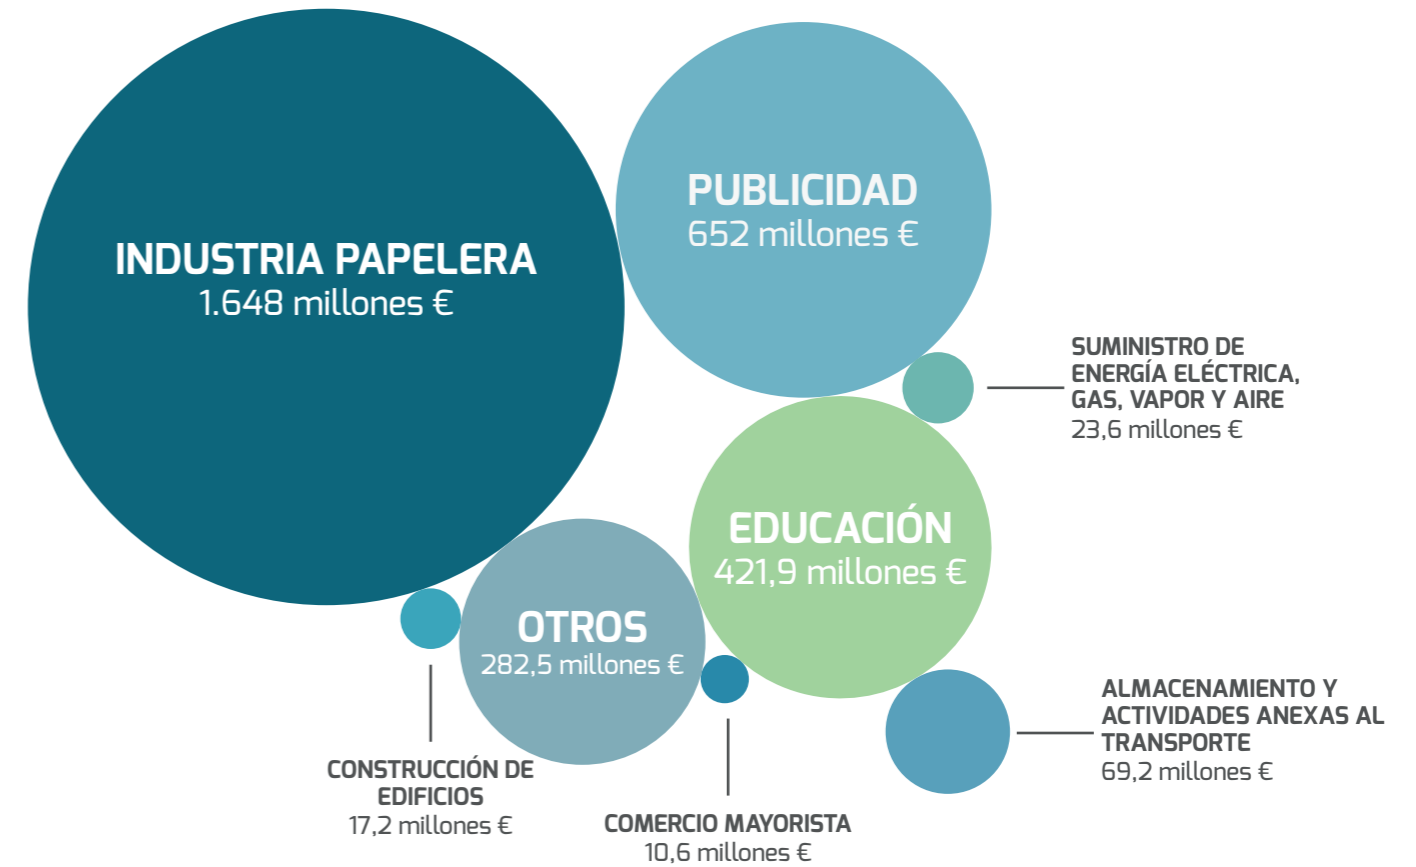 INDUSTRIA PAPELERA
1.648 millones €
PUBLICIDAD
652 millones €
SUMINISTRO DE
ENERGÍA ELÉCTRICA,
GAS, VAPOR Y AIRE
23,6 millones €
EDUCACIÓN
421,9 millones €
OTROS
282,5 millones €
ALMACENAMIENTO Y
ACTIVIDADES ANEXAS AL
TRANSPORTE
69,2 millones €
CONSTRUCCIÓN DE
EDIFICIOS
17,2 millones €
COMERCIO MAYORISTA
10,6 millones €